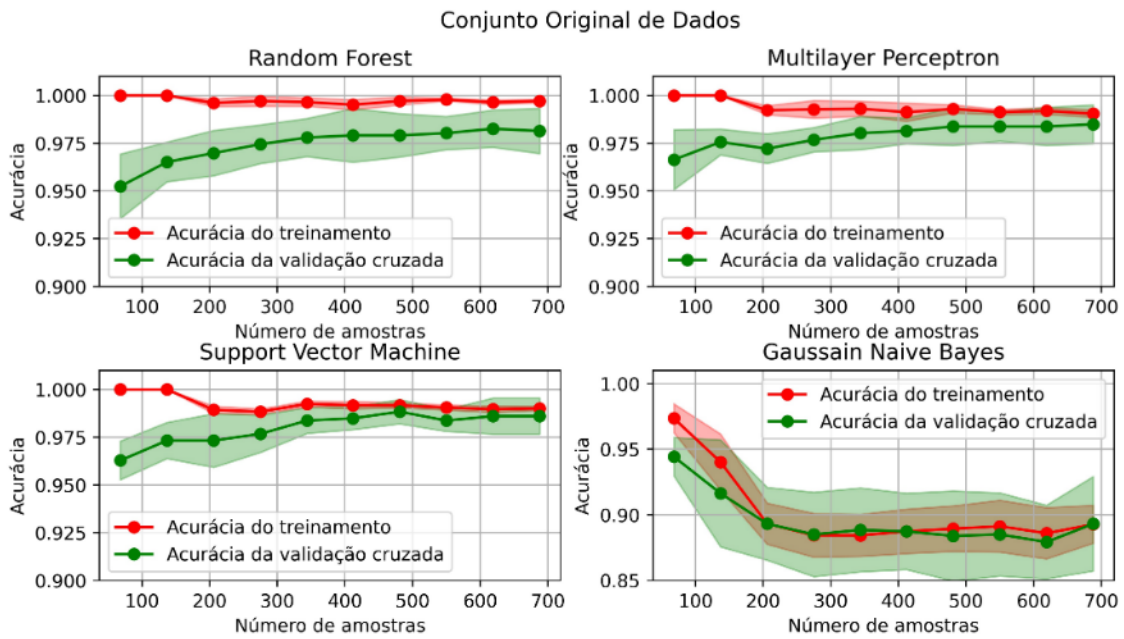 Conjunto Original de Dados
Random Forest
Acurácia
1.000
0.975
0.950
0.925
0.900
Acurácia do treinamento
Acurácia da validação cruzada
100 200 300 400 500 600 700
Número de amostras
Multilayer Perceptron
Acurácia
1.000
0.975
0.950
0.925
0.900
Acurácia do treinamento
Acurácia da validação cruzada
100 200 300 400 500 600 700
Número de amostras
Support Vector Machine
Acurácia
1.000
0.975
0.950
0.925
0.900
Acurácia do treinamento
Acurácia da validação cruzada
100 200 300 400 500 600 700
Número de amostras
Gaussain Naive Bayes
Acurácia
1.00
0.95
0.90
0.85
Acurácia do treinamento
Acurácia da validação cruzada
100 200 300 400 500 600 700
Número de amostras